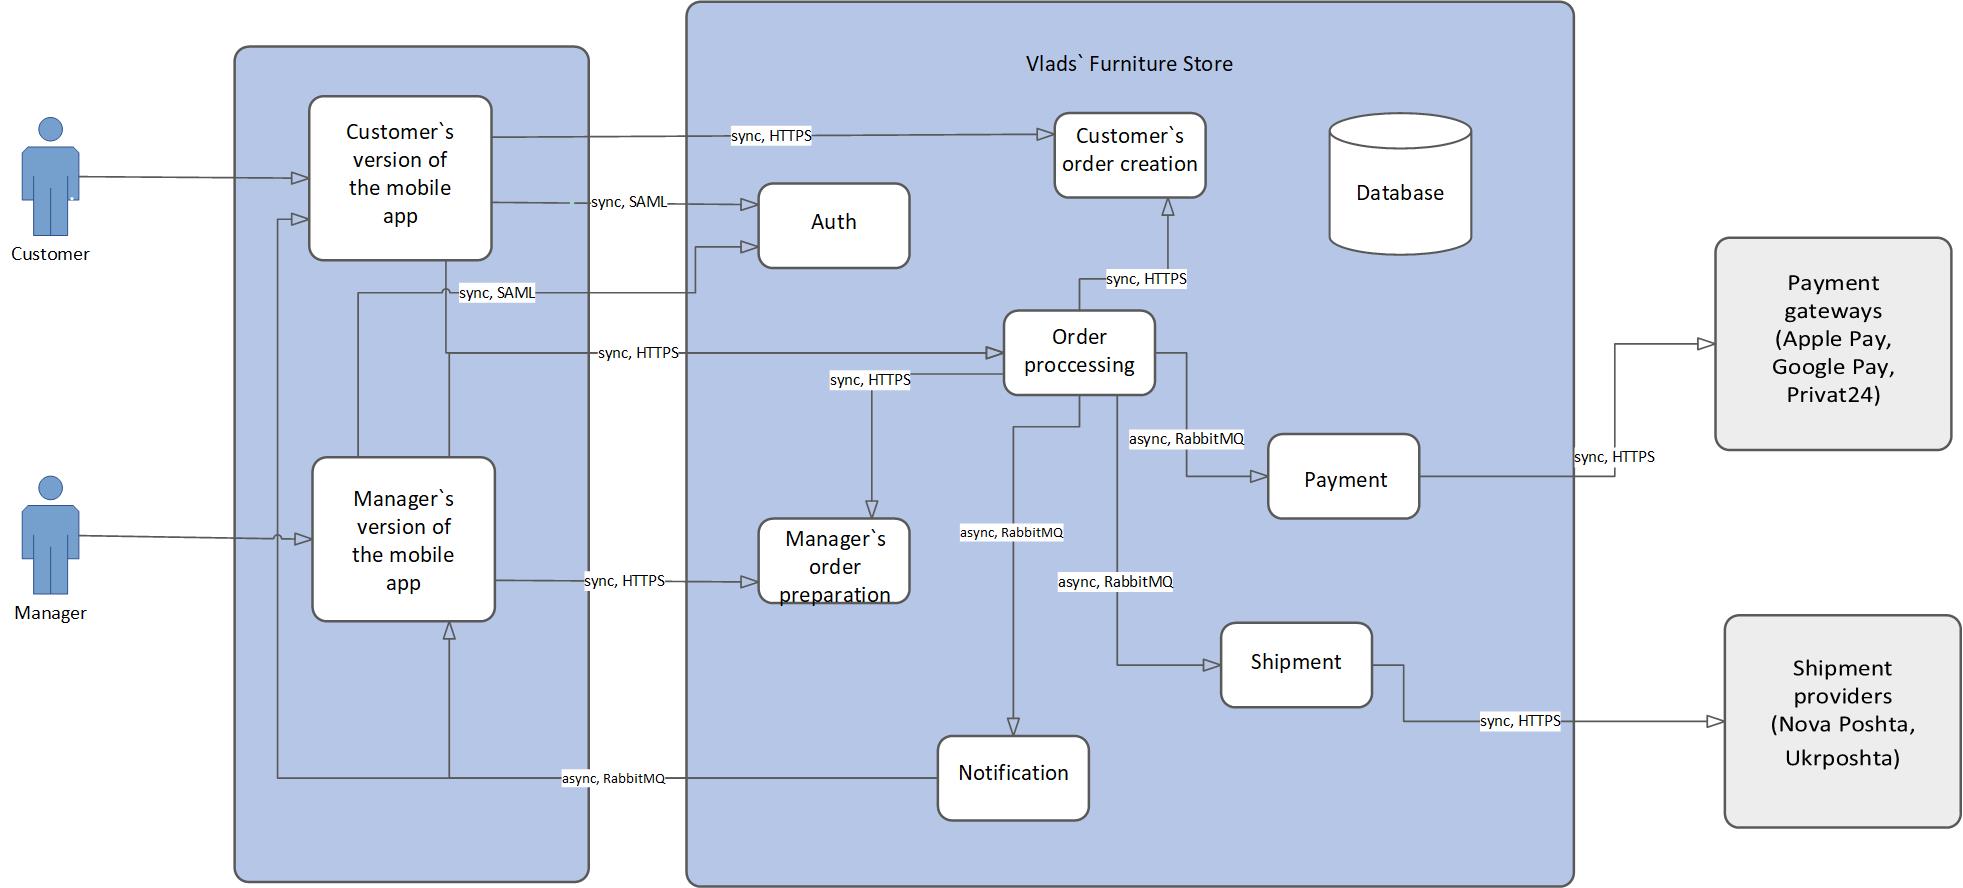 Vlads` Furniture Store
Customer`s
version of
the mobile
app
sync, HTTPS
Customer`s
order creation
Database
sync, SAML
Auth
Customer
sync, SAML
sync, HTTPS
Payment
gateways
(Apple Pay,
Google Pay,
Privat24)
sync, HTTPS
Order
proccessing
sync, HTTPS
async, RabbitMQ
sync, HTTPS
Payment
Manager`s
version of
the mobile
app
Manager
async, RabbitMQ
Manager`s
order
preparation
sync, HTTPS
async, RabbitMQ
Shipment
Shipment
providers
(Nova Poshta,
Ukrposhta)
sync, HTTPS
Notification
async, RabbitMQ